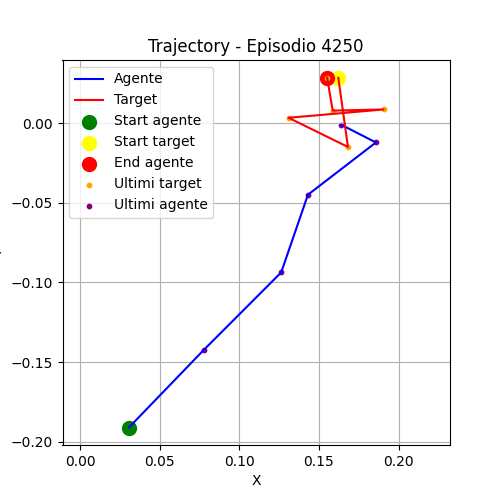 Trajectory - Episodio 4250
Agente
Target
Start agente
Start target
End agente
Ultimi target
Ultimi agente
0.00
−0.05
−0.10
−0.15
−0.20
0.00 0.05 0.10 0.15 0.20
X